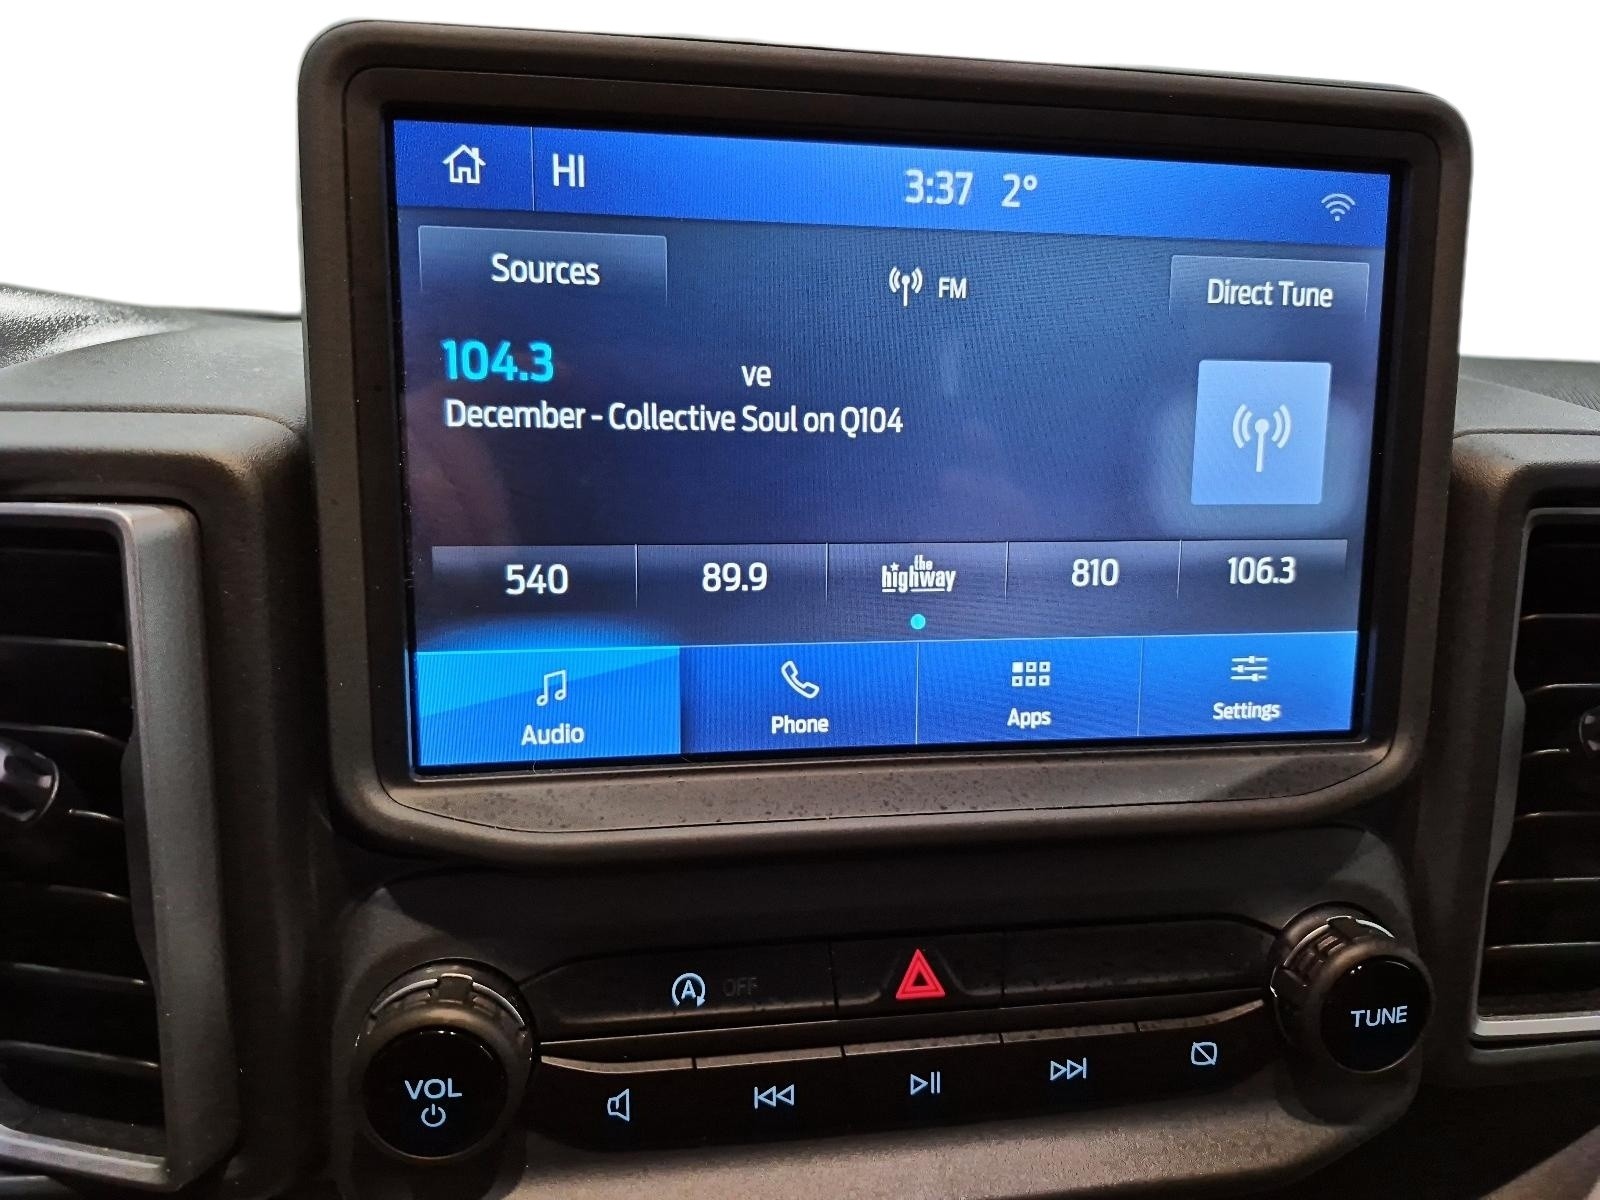 HI 3:37 2°
Sources FM Direct Tune
104.3 ve
December - Collective Soul on Q104
540 89.9 the highway 810 106.3
Audio Phone Apps Settings
A OFF
TUNE
VOL